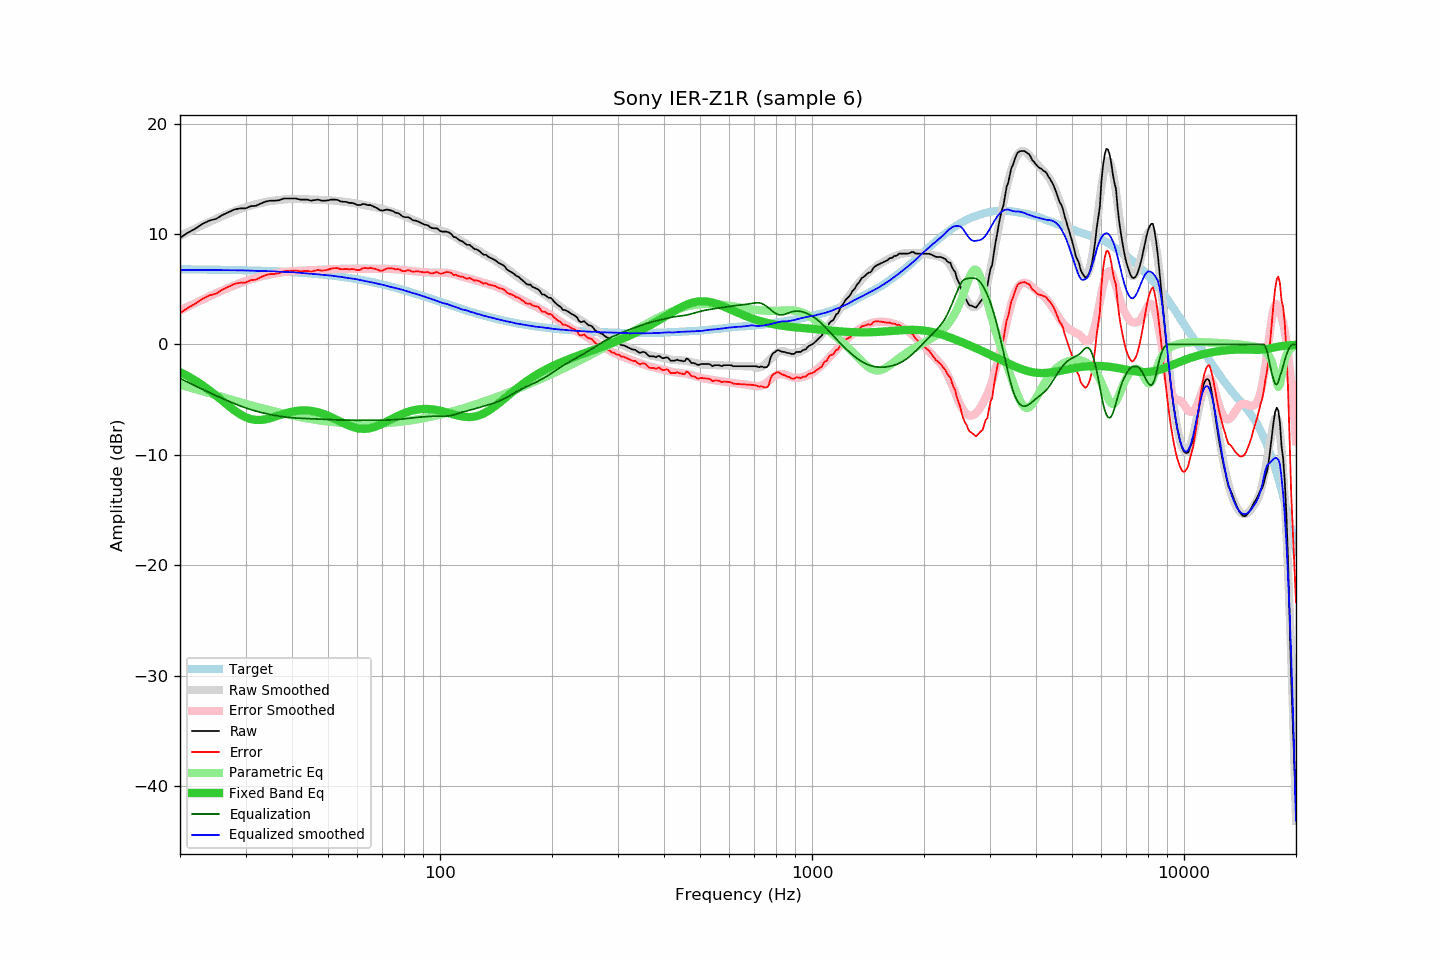 Sony IER-Z1R (sample 6)
20
10
0
−10
−20
−30
−40
Amplitude (dBr)
Target
Raw Smoothed
Error Smoothed
Raw
Error
Parametric Eq
Fixed Band Eq
Equalization
Equalized smoothed
100
1000
10000
Frequency (Hz)